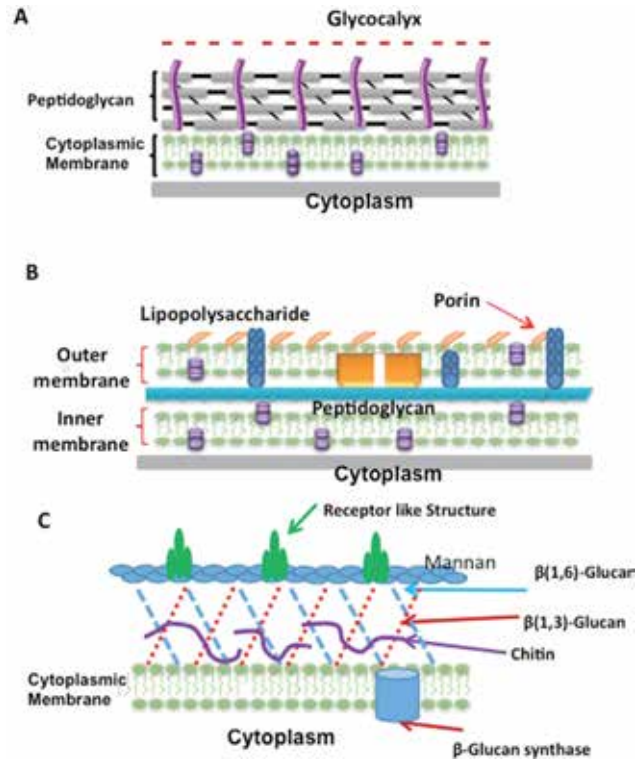 A
Glycocalyx
Peptidoglycan
Cytoplasmic
Membrane
Cytoplasm
B
Lipopolysaccharide
Porin
Outer
membrane
Peptidoglycan
Inner
membrane
Cytoplasm
C
Receptor like Structure
Mannan
β(1,6)-Glucan
β(1,3)-Glucan
Chitin
Cytoplasmic
Membrane
Cytoplasm
β-Glucan synthase